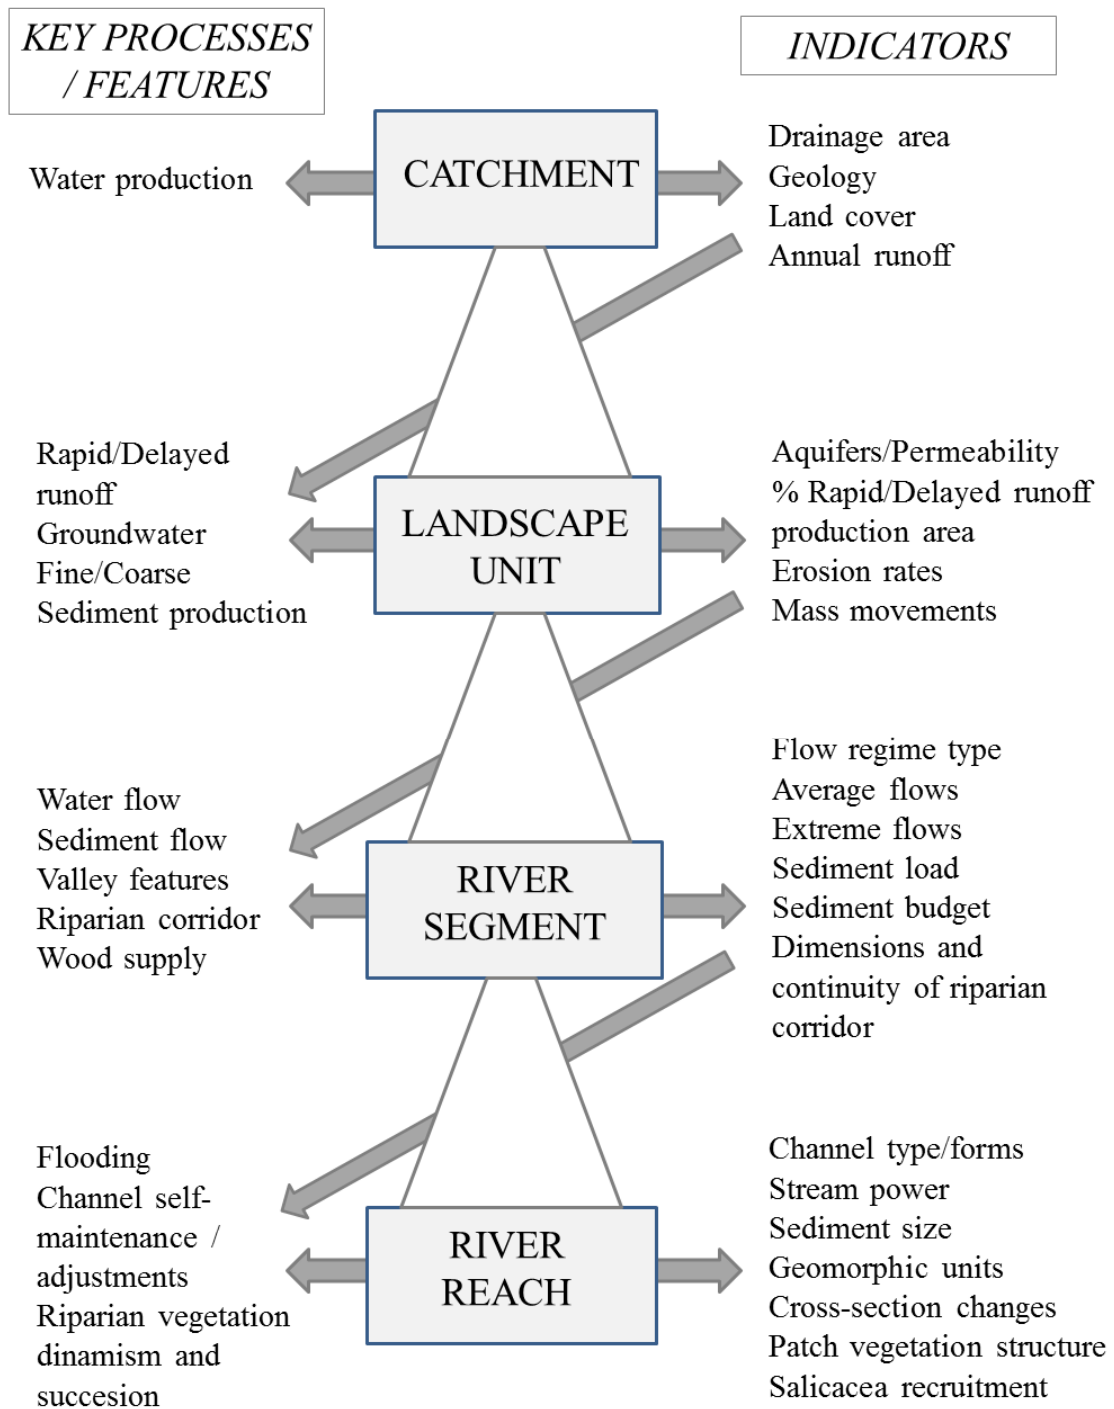 KEY PROCESSES
/ FEATURES
INDICATORS
CATCHMENT
Water production
Drainage area
Geology
Land cover
Annual runoff
LANDSCAPE
UNIT
Rapid/Delayed
runoff
Groundwater
Fine/Coarse
Sediment production
Aquifers/Permeability
% Rapid/Delayed runoff
production area
Erosion rates
Mass movements
RIVER
SEGMENT
Water flow
Sediment flow
Valley features
Riparian corridor
Wood supply
Flow regime type
Average flows
Extreme flows
Sediment load
Sediment budget
Dimensions and
continuity of riparian
corridor
RIVER
REACH
Flooding
Channel self-
maintenance /
adjustments
Riparian vegetation
dinamism and
succesion
Channel type/forms
Stream power
Sediment size
Geomorphic units
Cross-section changes
Patch vegetation structure
Salicacea recruitment